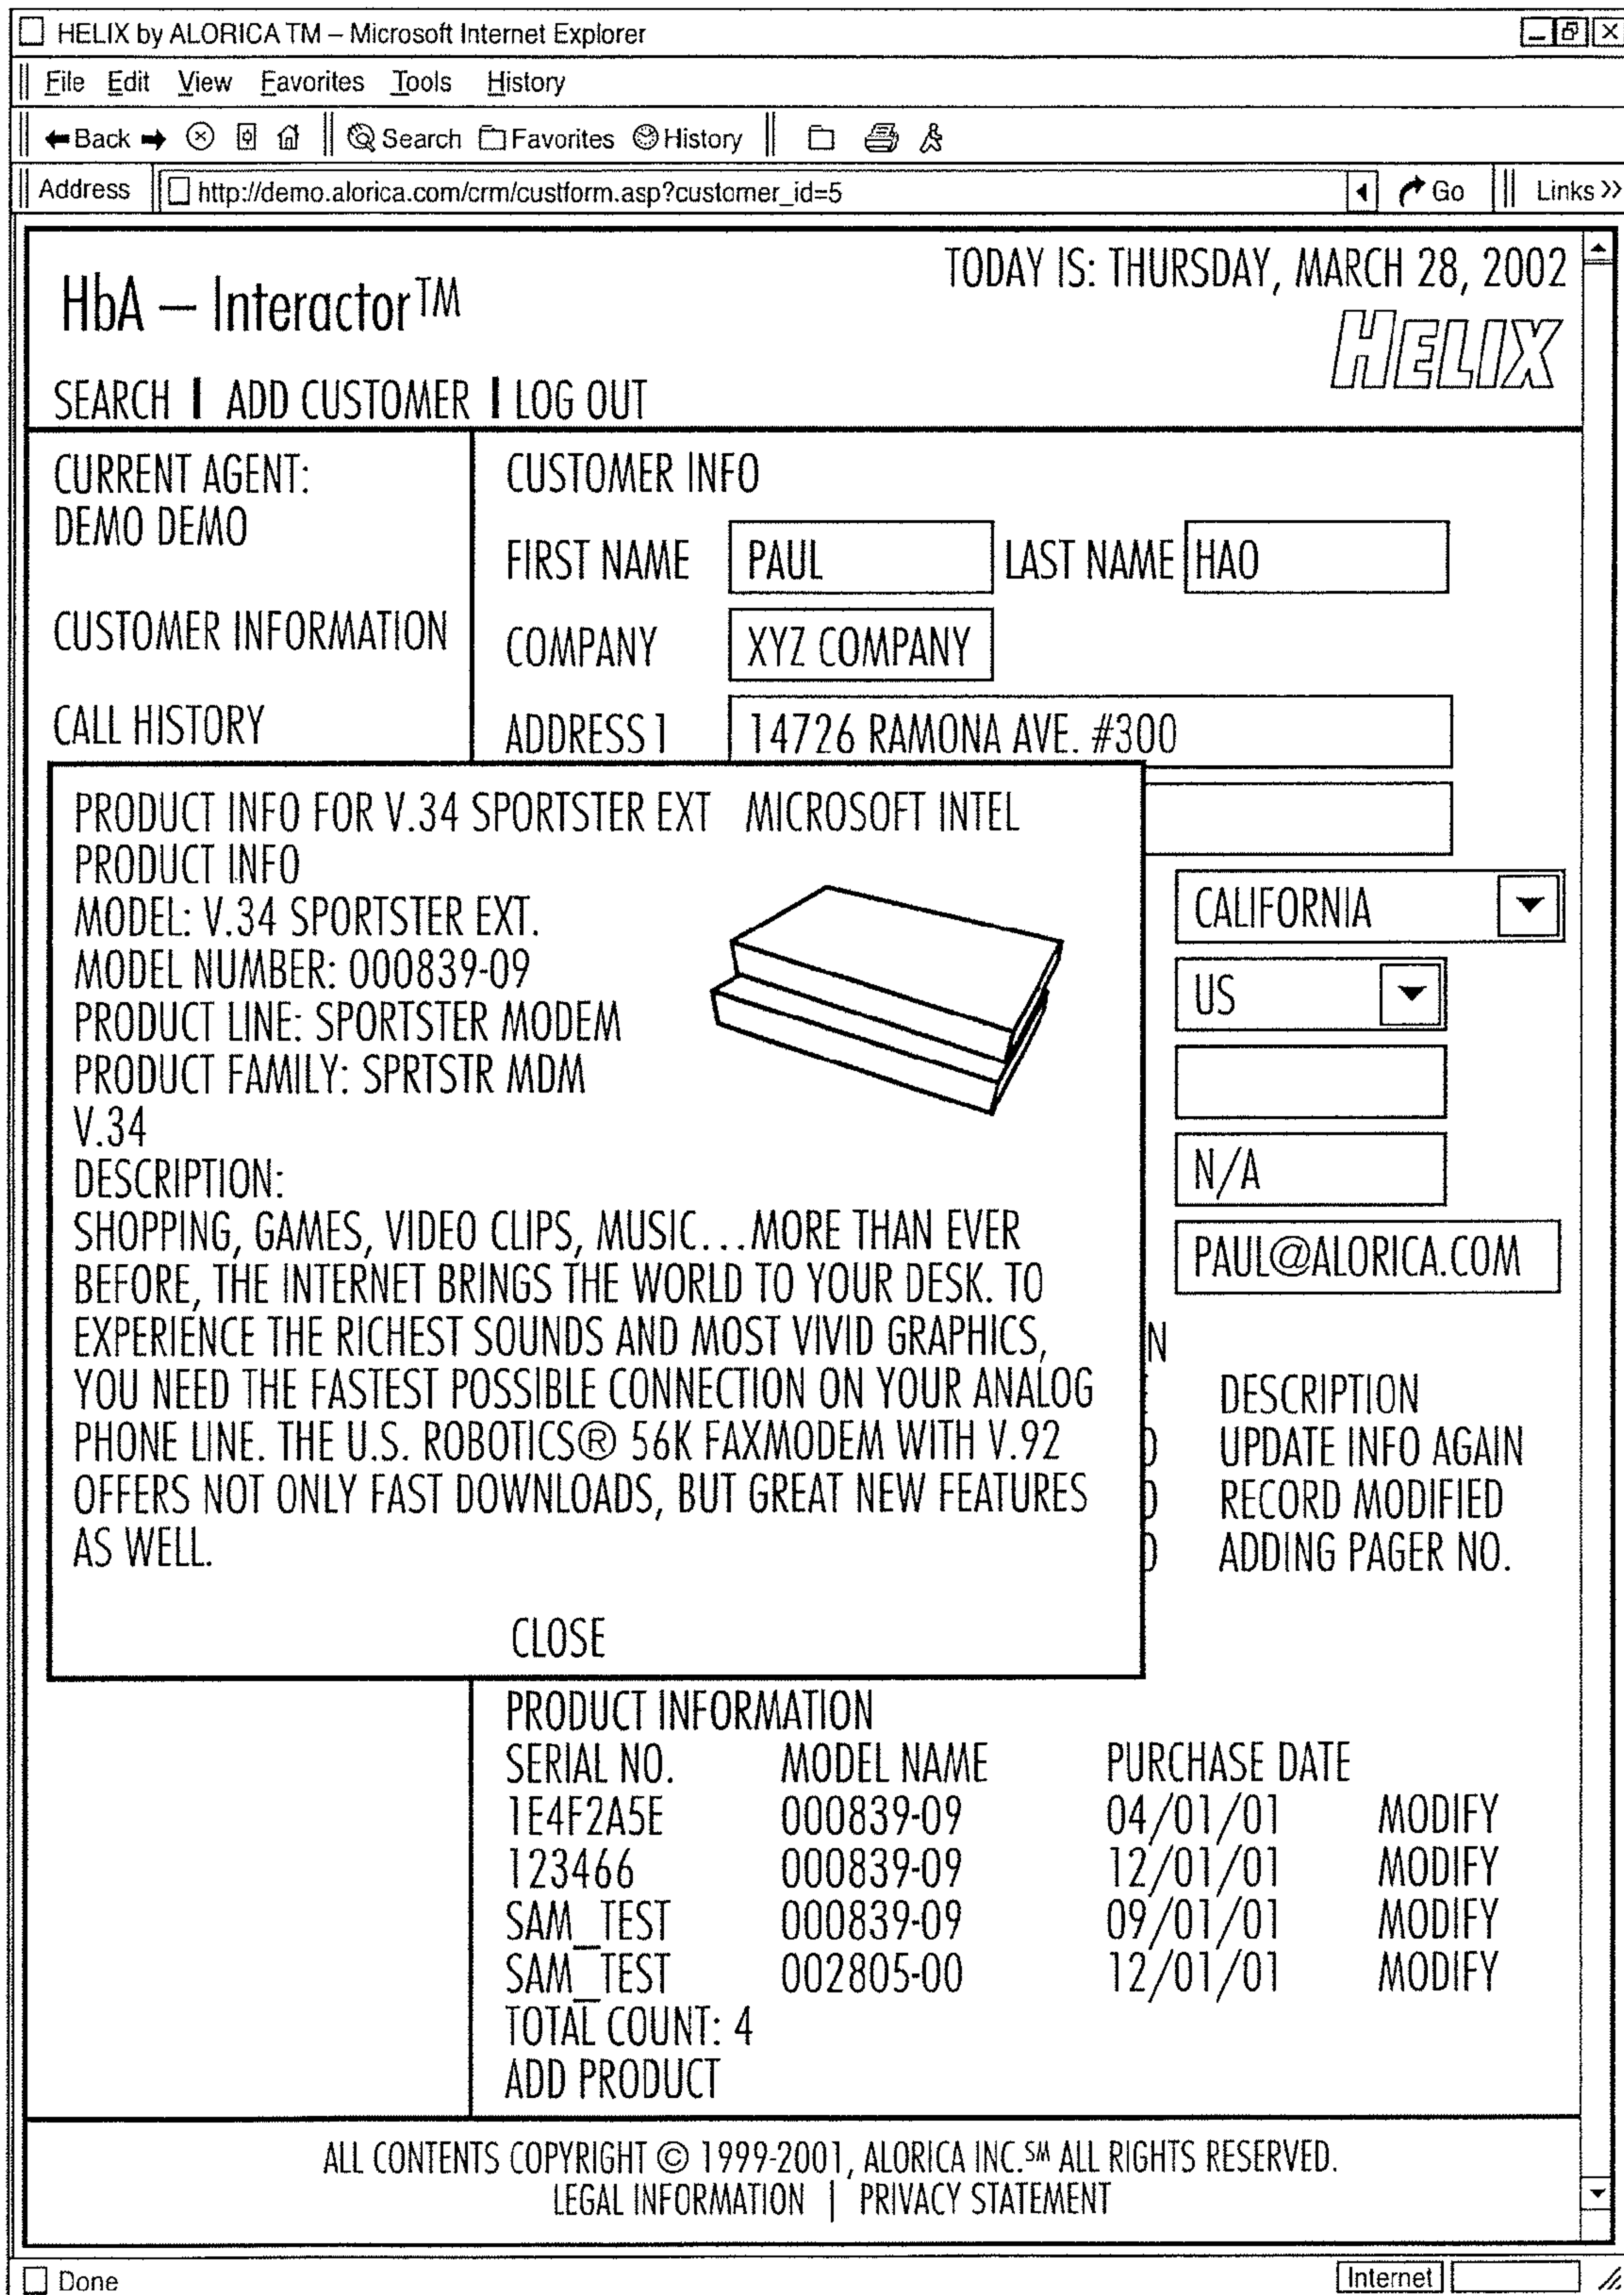 HELIX by ALORICA TM – Microsoft Internet Explorer
File Edit View Favorites Tools History
Back Search Favorites History
Address http://demo.alorica.com/crm/custform.asp?customer_id=5 Go Links >>
TODAY IS: THURSDAY, MARCH 28, 2002
HbA – Interactor™
HELIX
SEARCH | ADD CUSTOMER | LOG OUT
CURRENT AGENT:
DEMO DEMO
CUSTOMER INFORMATION
CALL HISTORY
CUSTOMER INFO
FIRST NAME PAUL LAST NAME HAO
COMPANY XYZ COMPANY
ADDRESS 1 14726 RAMONA AVE. #300
PRODUCT INFO FOR V.34 SPORTSTER EXT MICROSOFT INTEL
PRODUCT INFO
MODEL: V.34 SPORTSTER EXT.
MODEL NUMBER: 000839-09
PRODUCT LINE: SPORTSTER MODEM
PRODUCT FAMILY: SPRTSTR MDM
V.34
DESCRIPTION:
SHOPPING, GAMES, VIDEO CLIPS, MUSIC...MORE THAN EVER
BEFORE, THE INTERNET BRINGS THE WORLD TO YOUR DESK. TO
EXPERIENCE THE RICHEST SOUNDS AND MOST VIVID GRAPHICS,
YOU NEED THE FASTEST POSSIBLE CONNECTION ON YOUR ANALOG
PHONE LINE. THE U.S. ROBOTICS® 56K FAXMODEM WITH V.92
OFFERS NOT ONLY FAST DOWNLOADS, BUT GREAT NEW FEATURES
AS WELL.
CLOSE
CALIFORNIA
US
N/A
PAUL@ALORICA.COM
N
DESCRIPTION
UPDATE INFO AGAIN
RECORD MODIFIED
ADDING PAGER NO.
PRODUCT INFORMATION
SERIAL NO. MODEL NAME PURCHASE DATE
1E4F2A5E 000839-09 04/01/01 MODIFY
123466 000839-09 12/01/01 MODIFY
SAM_TEST 000839-09 09/01/01 MODIFY
SAM_TEST 002805-00 12/01/01 MODIFY
TOTAL COUNT: 4
ADD PRODUCT
ALL CONTENTS COPYRIGHT © 1999-2001, ALORICA INC.℠ ALL RIGHTS RESERVED.
LEGAL INFORMATION | PRIVACY STATEMENT
Done Internet